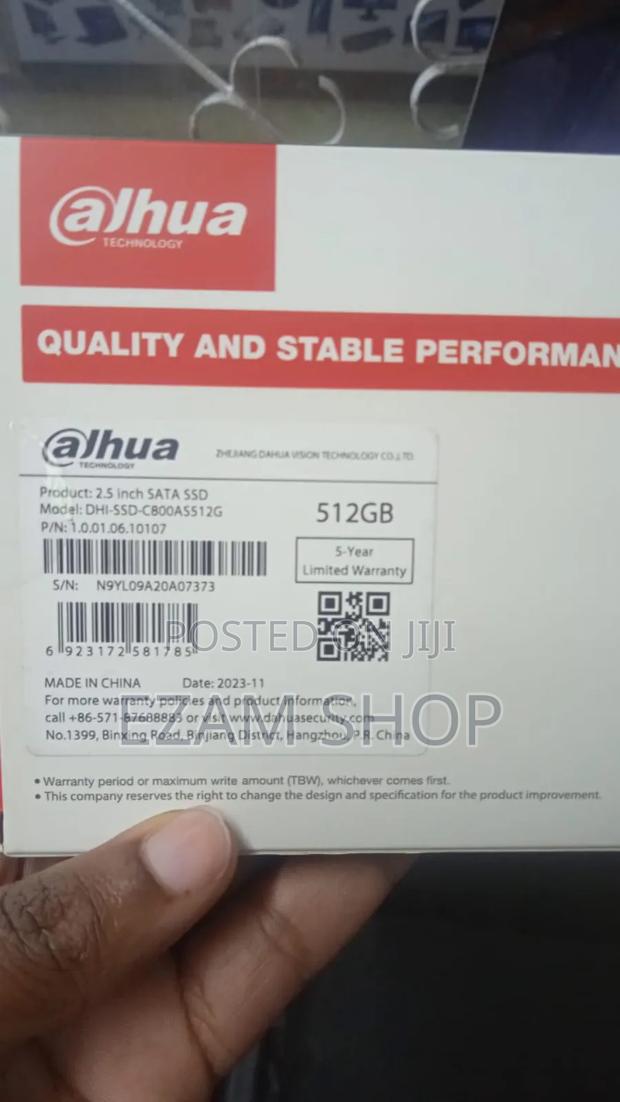 alhua
TECHNOLOGY
QUALITY AND STABLE PERFORMAN
alhua
TECHNOLOGY
ZHEJIANG DAHUA VISION TECHNOLOGY CO.,LTD.
Product: 2.5 inch SATA SSD
Model: DHI-SSD-C800AS512G
P/N: 1.0.01.06.10107
512GB
5-Year
Limited Warranty
S/N: N9YL09A20A07373
6 923172 581785
POSTED ON JIJI
MADE IN CHINA Date: 2023-11
For more warranty policies and product information,
call +86-571-87688883 or visit www.dahuasecurity.com
EZAM SHOP
No.1399, Binxing Road, Binjiang District, Hangzhou, P.R. China
• Warranty period or maximum write amount (TBW), whichever comes first.
• This company reserves the right to change the design and specification for the product improvement.